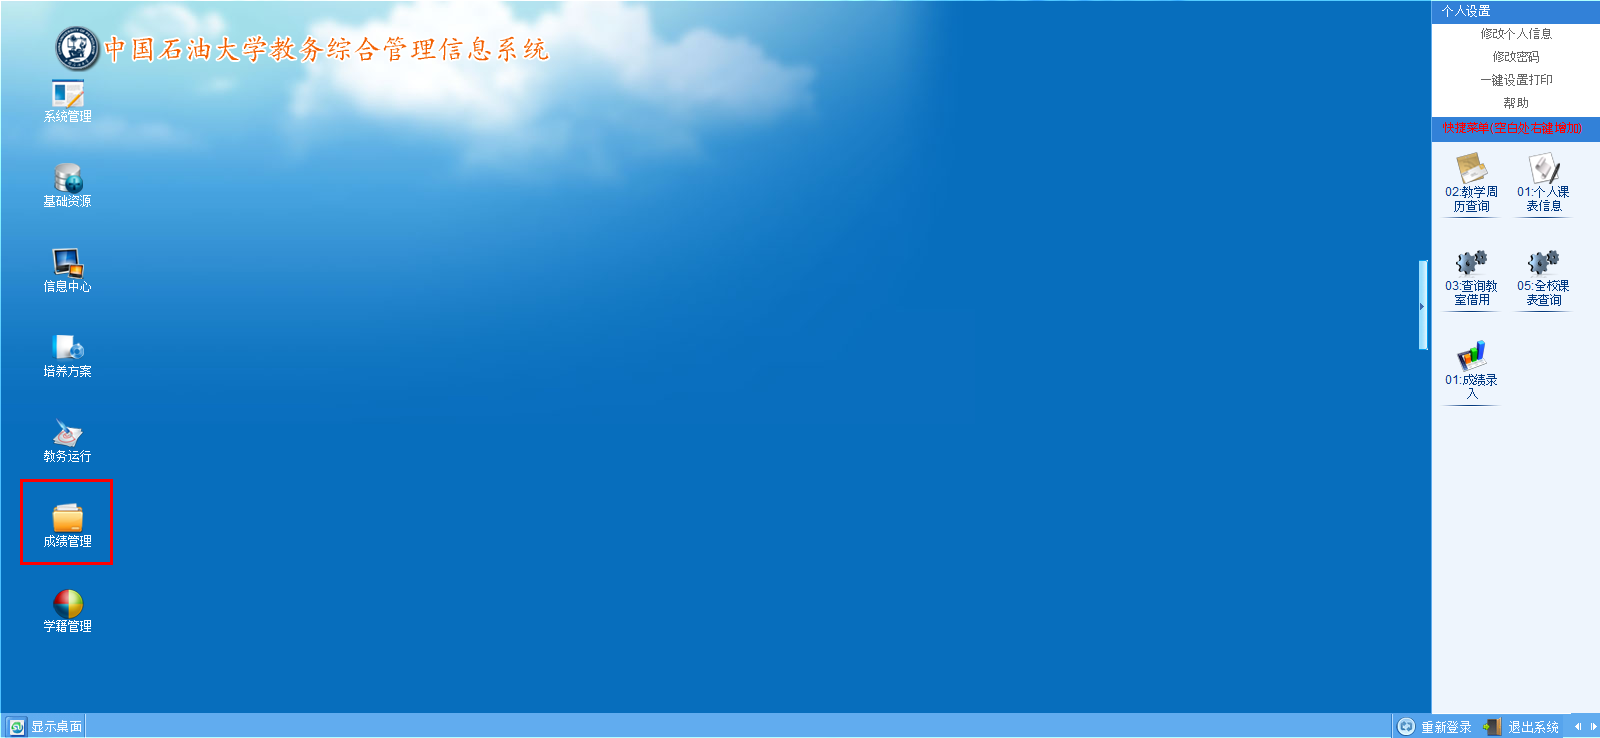 中国石油大学教务综合管理信息系统
系统管理
基础资源
信息中心
培养方案
教务运行
成绩管理
学籍管理
个人设置
修改个人信息
修改密码
一键设置打印
帮助
快捷菜单(空白处右键增加)
02:教学周
历查询
01:个人课
表信息
03:查询教
室借用
05:全校课
表查询
01:成绩录
入
显示桌面
重新登录
退出系统